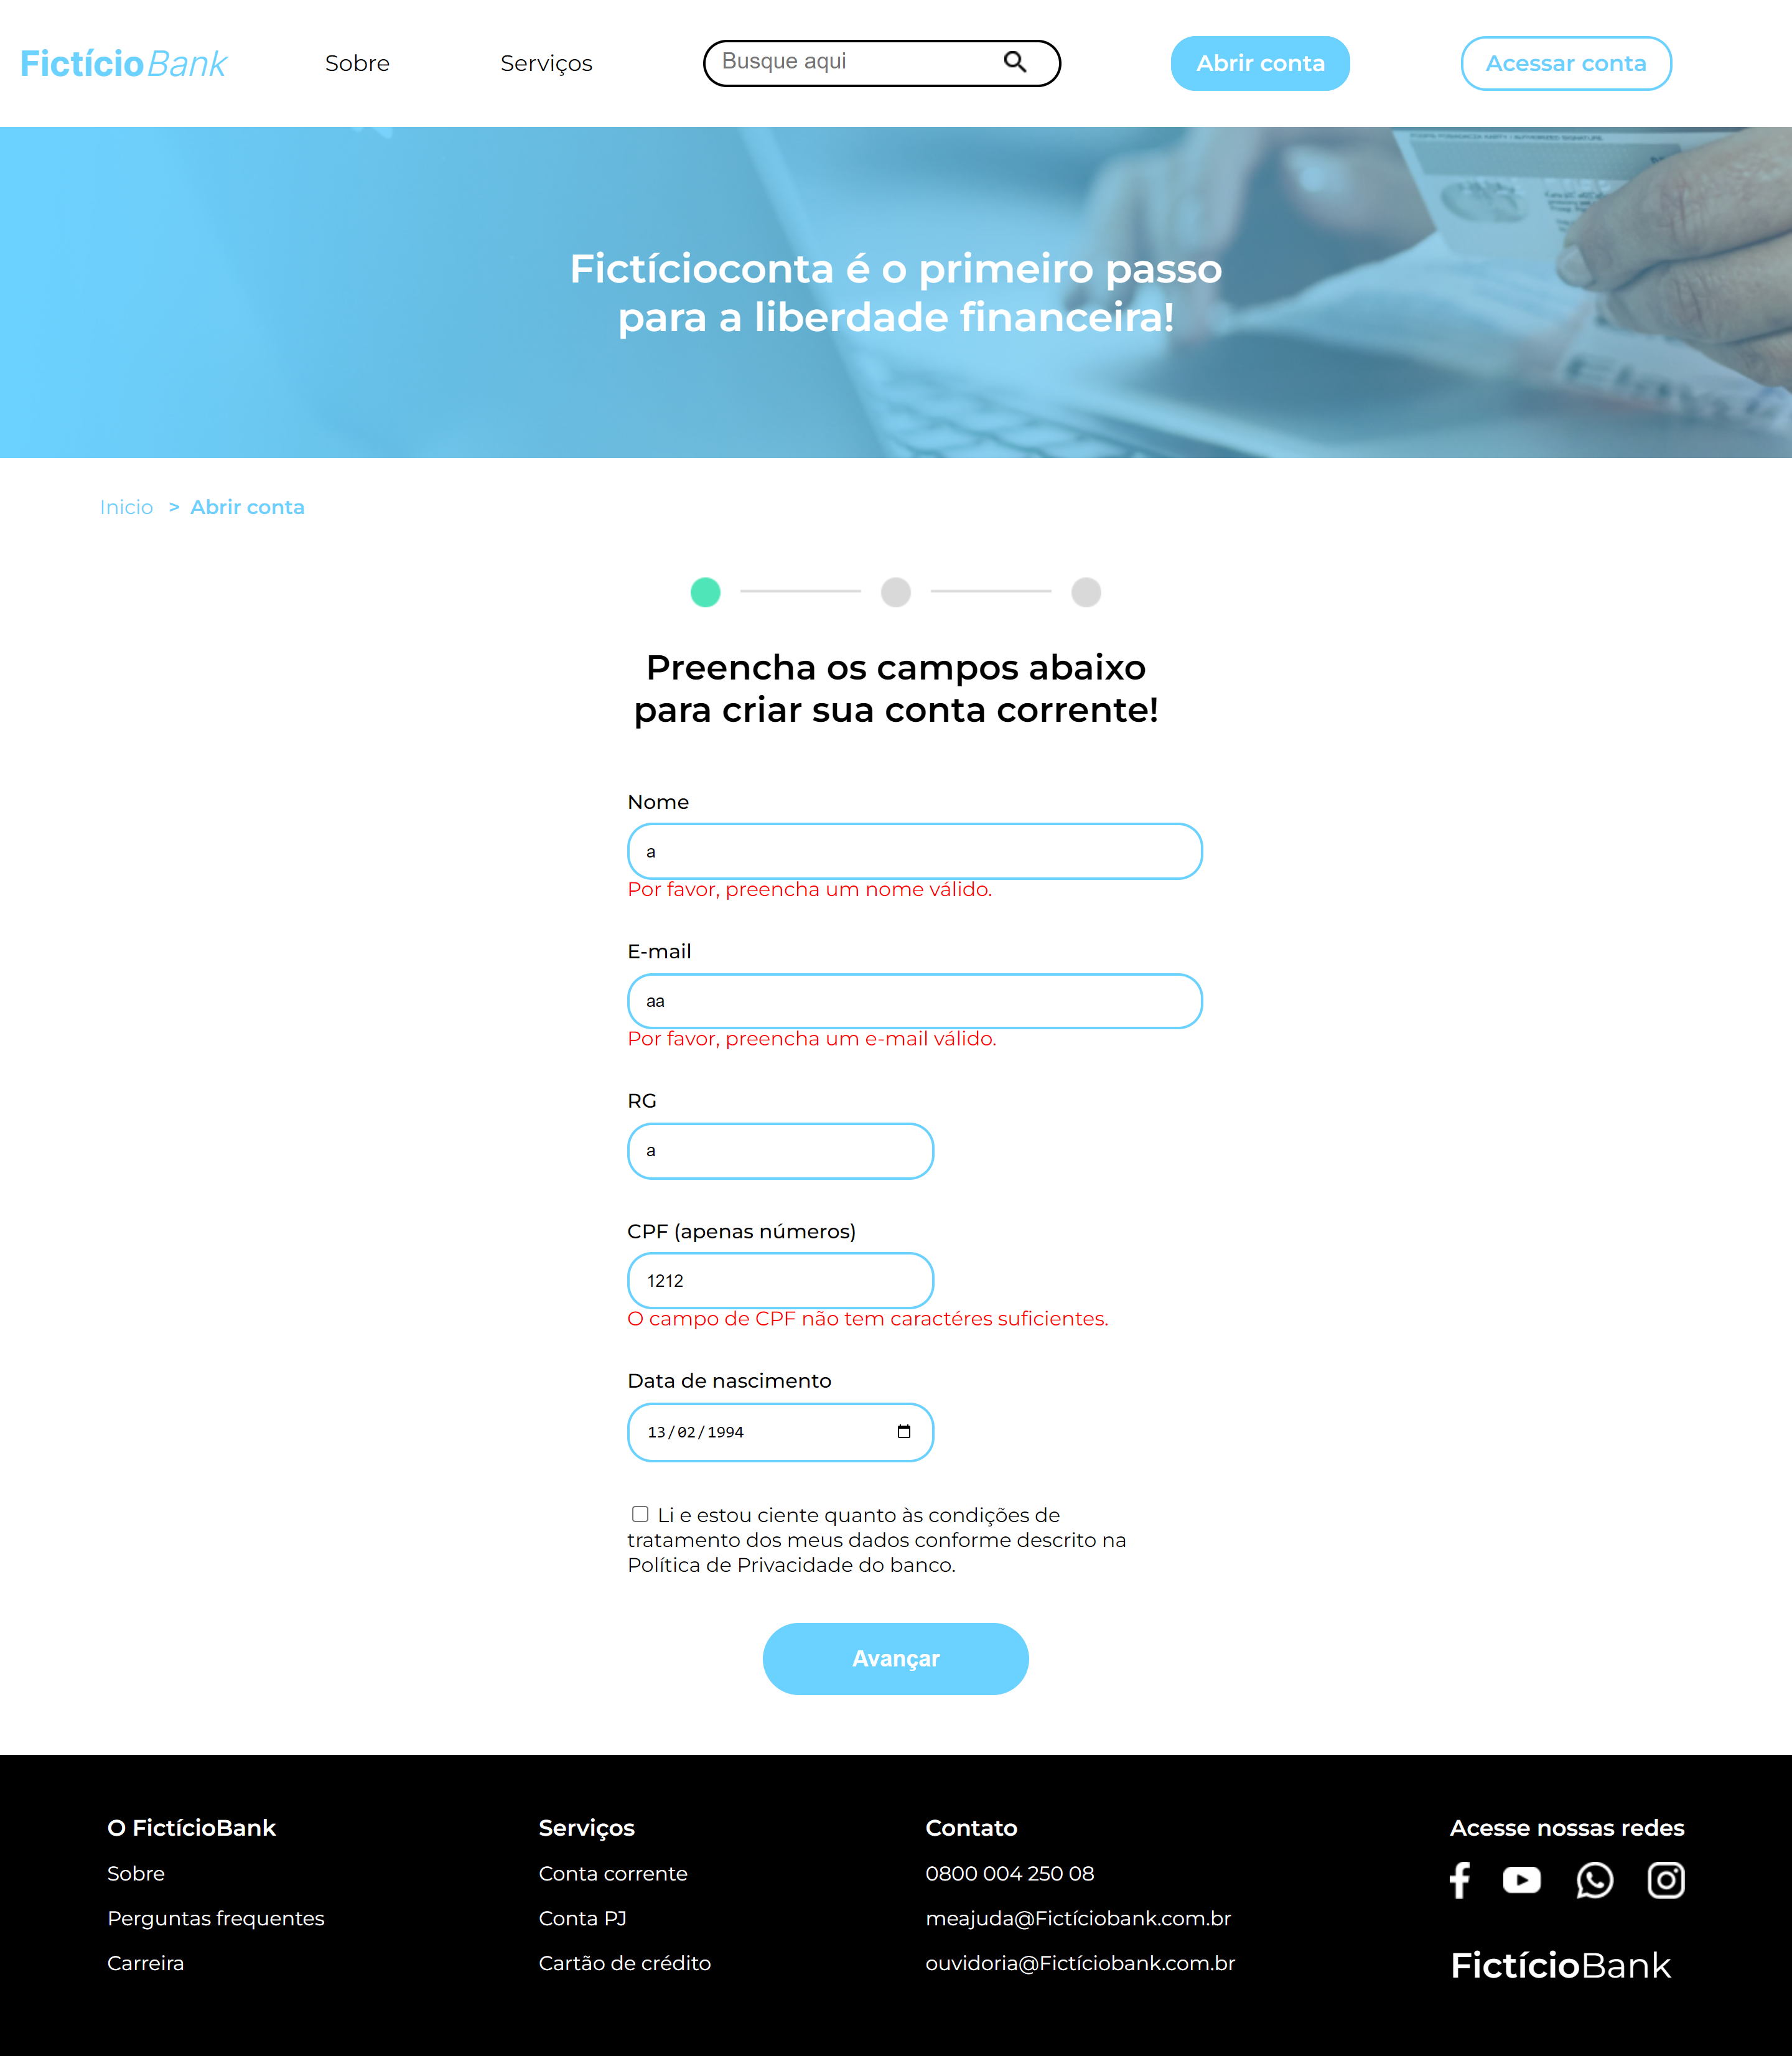 FictícioBank
Sobre
Serviços
Busque aqui
Abrir conta
Acessar conta
Fictícioconta é o primeiro passo
para a liberdade financeira!
Inicio > Abrir conta
Preencha os campos abaixo
para criar sua conta corrente!
Nome
a
Por favor, preencha um nome válido.
E-mail
aa
Por favor, preencha um e-mail válido.
RG
a
CPF (apenas números)
1212
O campo de CPF não tem caractéres suficientes.
Data de nascimento
13/02/1994
Li e estou ciente quanto às condições de
tratamento dos meus dados conforme descrito na
Política de Privacidade do banco.
Avançar
O FictícioBank
Sobre
Perguntas frequentes
Carreira
Serviços
Conta corrente
Conta PJ
Cartão de crédito
Contato
0800 004 250 08
meajuda@Fictíciobank.com.br
ouvidoria@Fictíciobank.com.br
Acesse nossas redes
FictícioBank